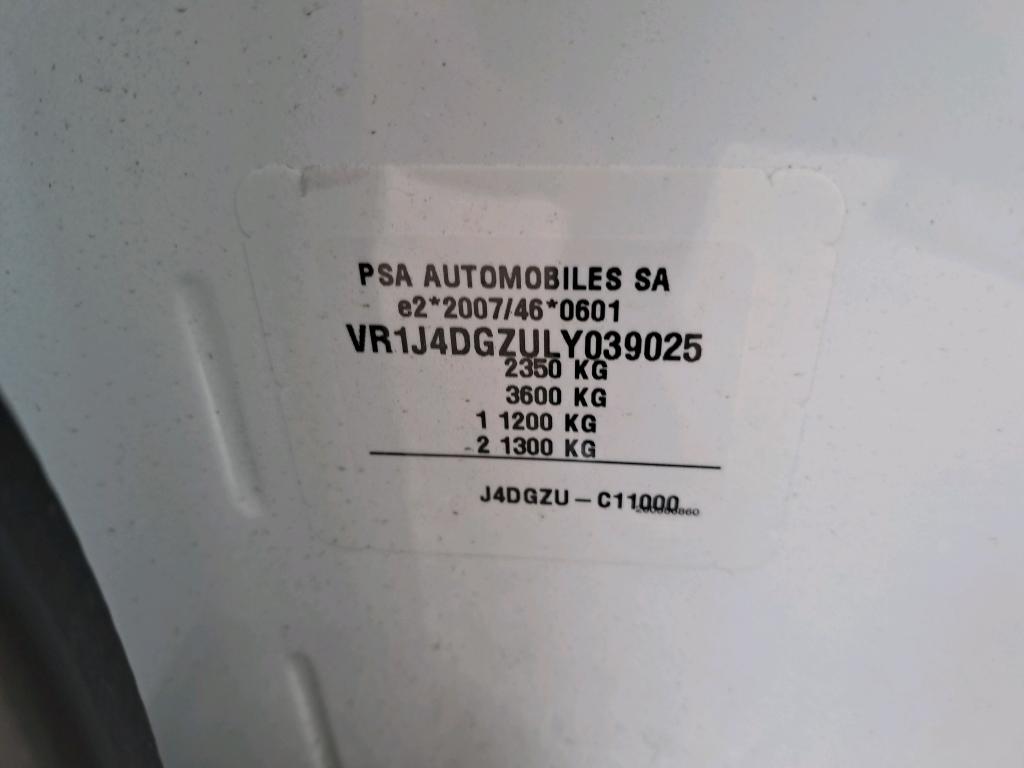 PSA AUTOMOBILES SA
e2*2007/46*0601
VR1J4DGZULY039025
2350 KG
3600 KG
1 1200 KG
2 1300 KG
J4DGZU - C11000